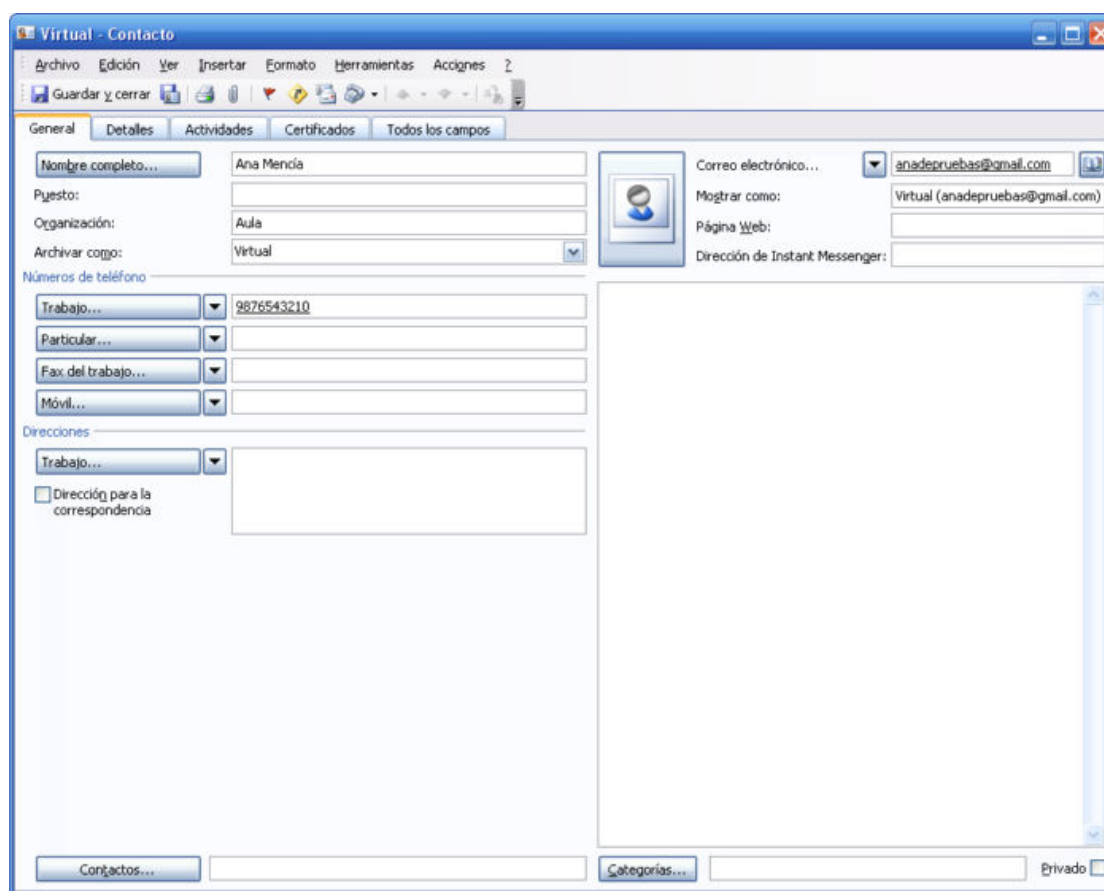 Virtual - Contacto
Archivo Edición Ver Insertar Formato Herramientas Acciones ?
Guardar y cerrar
General Detalles Actividades Certificados Todos los campos
Nombre completo... Ana Mencía
Puesto:
Organización: Aula
Archivar como: Virtual
Correo electrónico... anadepruebas@gmail.com
Mostrar como: Virtual (anadepruebas@gmail.com)
Página Web:
Dirección de Instant Messenger:
Números de teléfono
Trabajo... 9876543210
Particular...
Fax del trabajo...
Móvil...
Direcciones
Trabajo...
Dirección para la
correspondencia
Contactos... Categorías... Privado